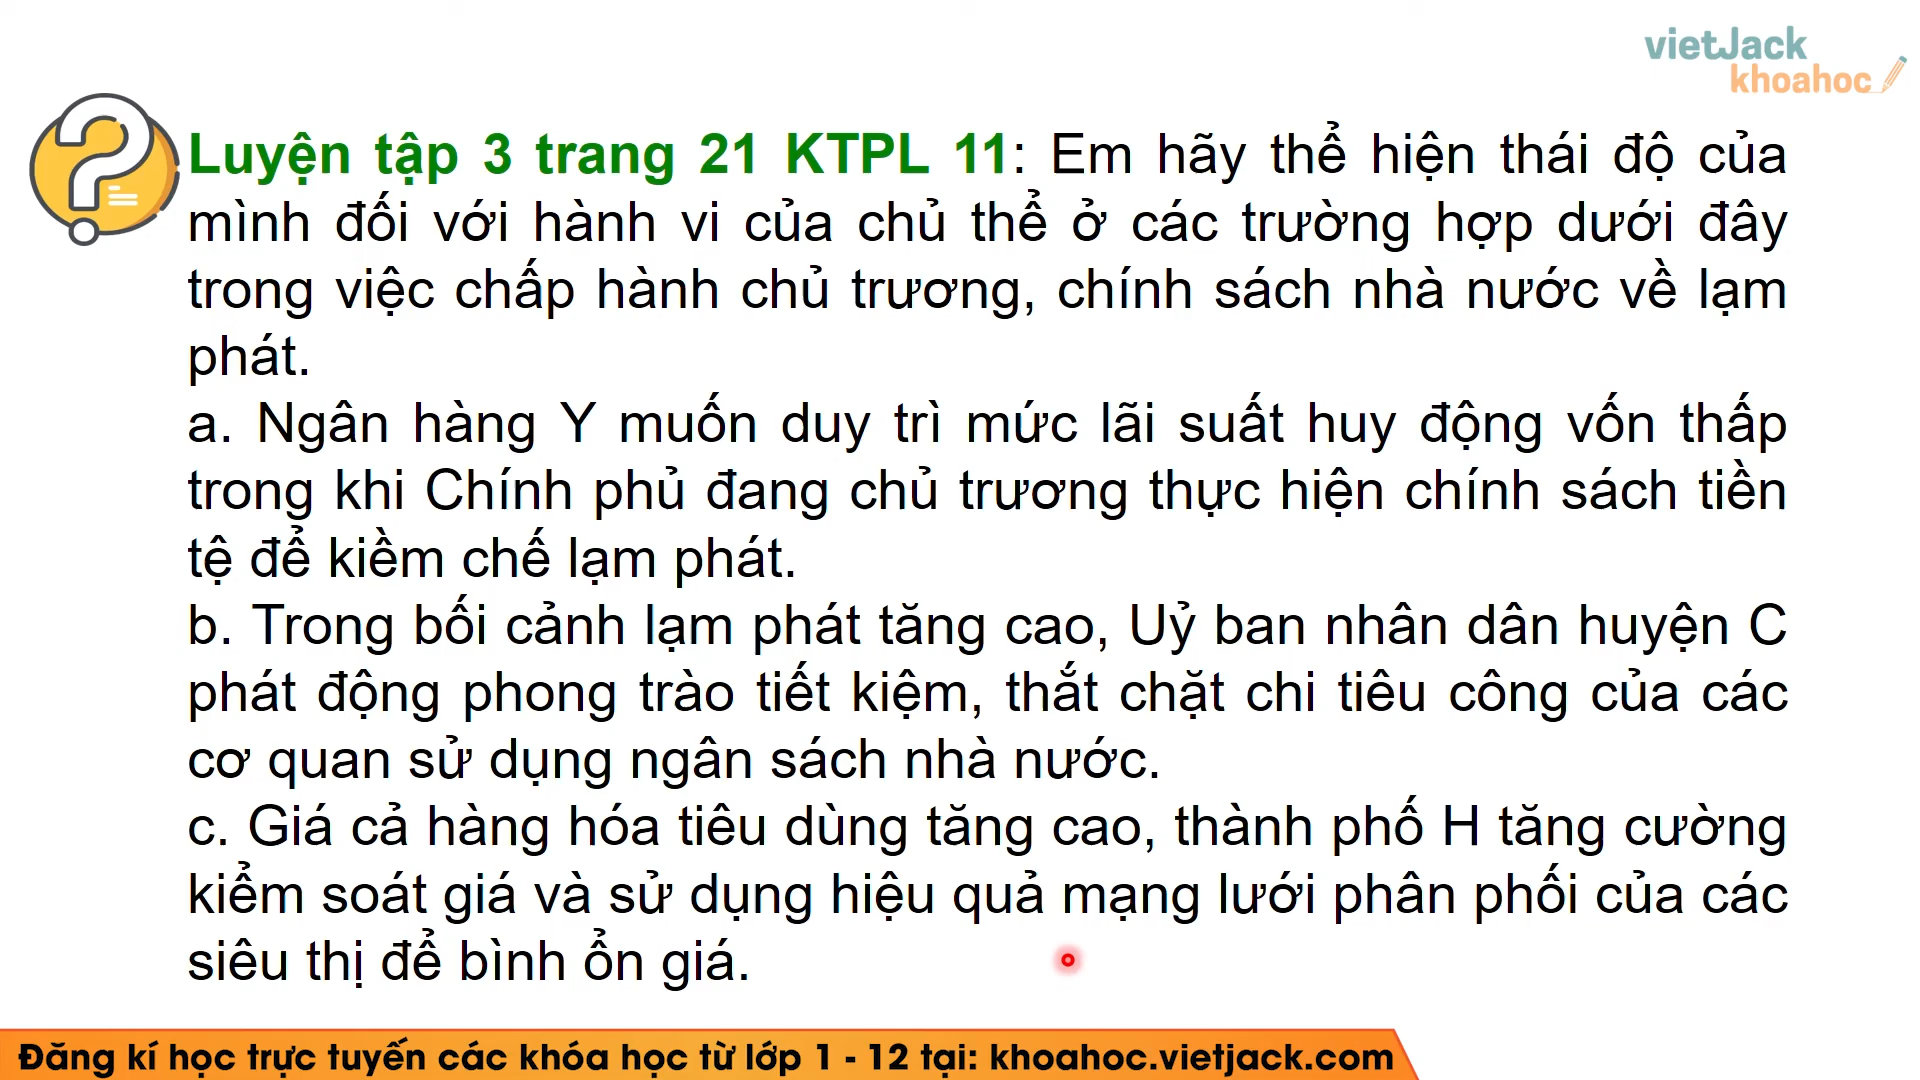 vietJack
khoahoc
Luyện tập 3 trang 21 KTPL 11: Em hãy thể hiện thái độ của
mình đối với hành vi của chủ thể ở các trường hợp dưới đây
trong việc chấp hành chủ trương, chính sách nhà nước về lạm
phát.
a. Ngân hàng Y muốn duy trì mức lãi suất huy động vốn thấp
trong khi Chính phủ đang chủ trương thực hiện chính sách tiền
tệ để kiềm chế lạm phát.
b. Trong bối cảnh lạm phát tăng cao, Uỷ ban nhân dân huyện C
phát động phong trào tiết kiệm, thắt chặt chi tiêu công của các
cơ quan sử dụng ngân sách nhà nước.
c. Giá cả hàng hóa tiêu dùng tăng cao, thành phố H tăng cường
kiểm soát giá và sử dụng hiệu quả mạng lưới phân phối của các
siêu thị để bình ổn giá.
Đăng kí học trực tuyến các khóa học từ lớp 1 - 12 tại: khoahoc.vietjack.com